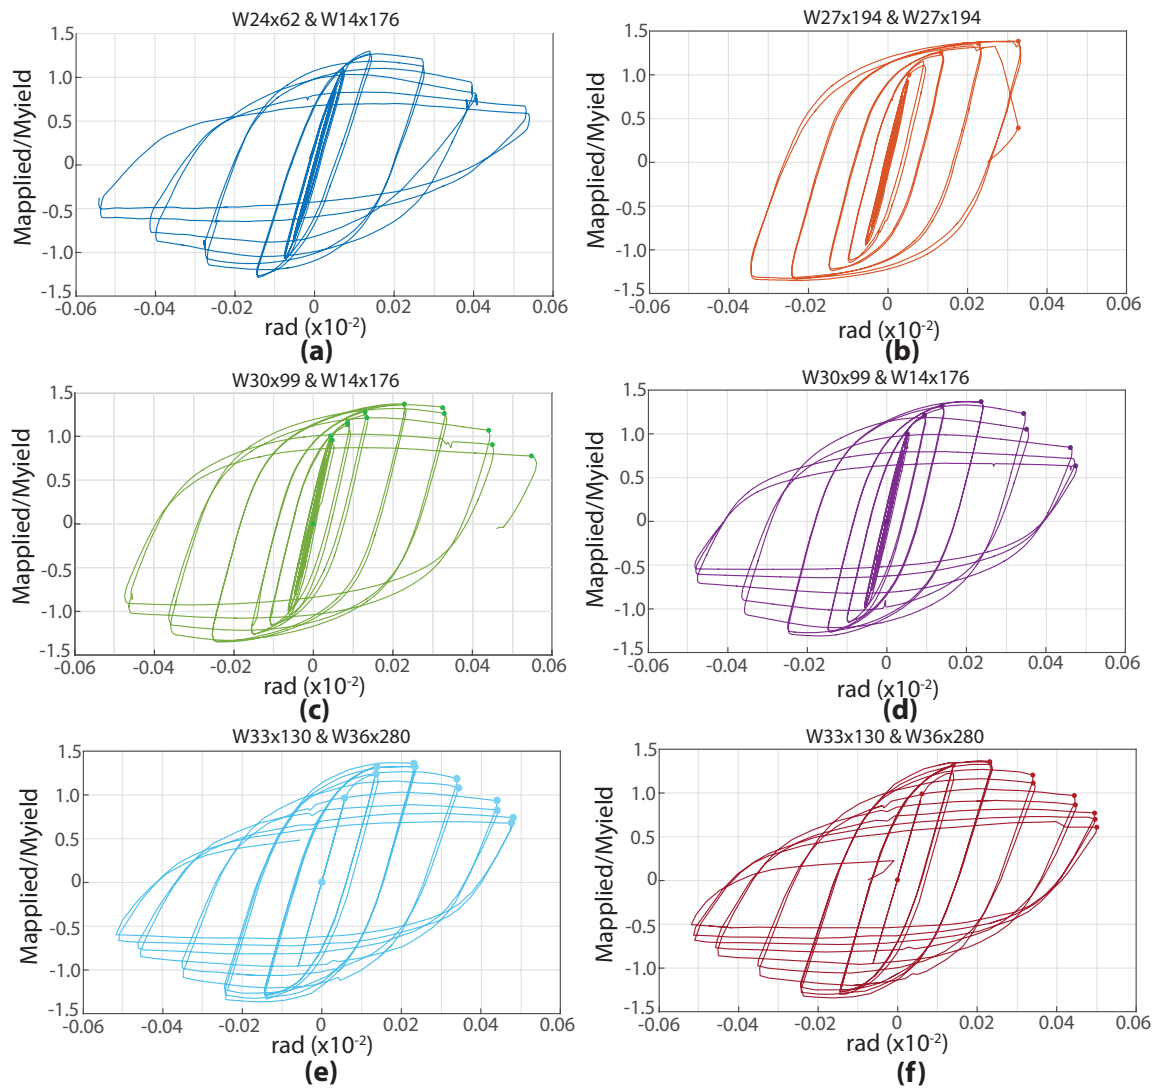 W24x62 & W14x176
1.5
1.0
0.5
0
-0.5
-1.0
-1.5
Mapplied/Myield
-0.06 -0.04 -0.02 0 0.02 0.04 0.06
rad (x10-2)
(a)
W27x194 & W27x194
1.5
1.0
0.5
0
-0.5
-1.0
-1.5
Mapplied/Myield
-0.06 -0.04 -0.02 0 0.02 0.04 0.06
rad (x10-2)
(b)
W30x99 & W14x176
1.5
1.0
0.5
0
-0.5
-1.0
-1.5
Mapplied/Myield
-0.06 -0.04 -0.02 0 0.02 0.04 0.06
rad (x10-2)
(c)
W30x99 & W14x176
1.5
1.0
0.5
0
-0.5
-1.0
-1.5
Mapplied/Myield
-0.06 -0.04 -0.02 0 0.02 0.04 0.06
rad (x10-2)
(d)
W33x130 & W36x280
1.5
1.0
0.5
0
-0.5
-1.0
-1.5
Mapplied/Myield
-0.06 -0.04 -0.02 0 0.02 0.04 0.06
rad (x10-2)
(e)
W33x130 & W36x280
1.5
1.0
0.5
0
-0.5
-1.0
-1.5
Mapplied/Myield
-0.06 -0.04 -0.02 0 0.02 0.04 0.06
rad (x10-2)
(f)